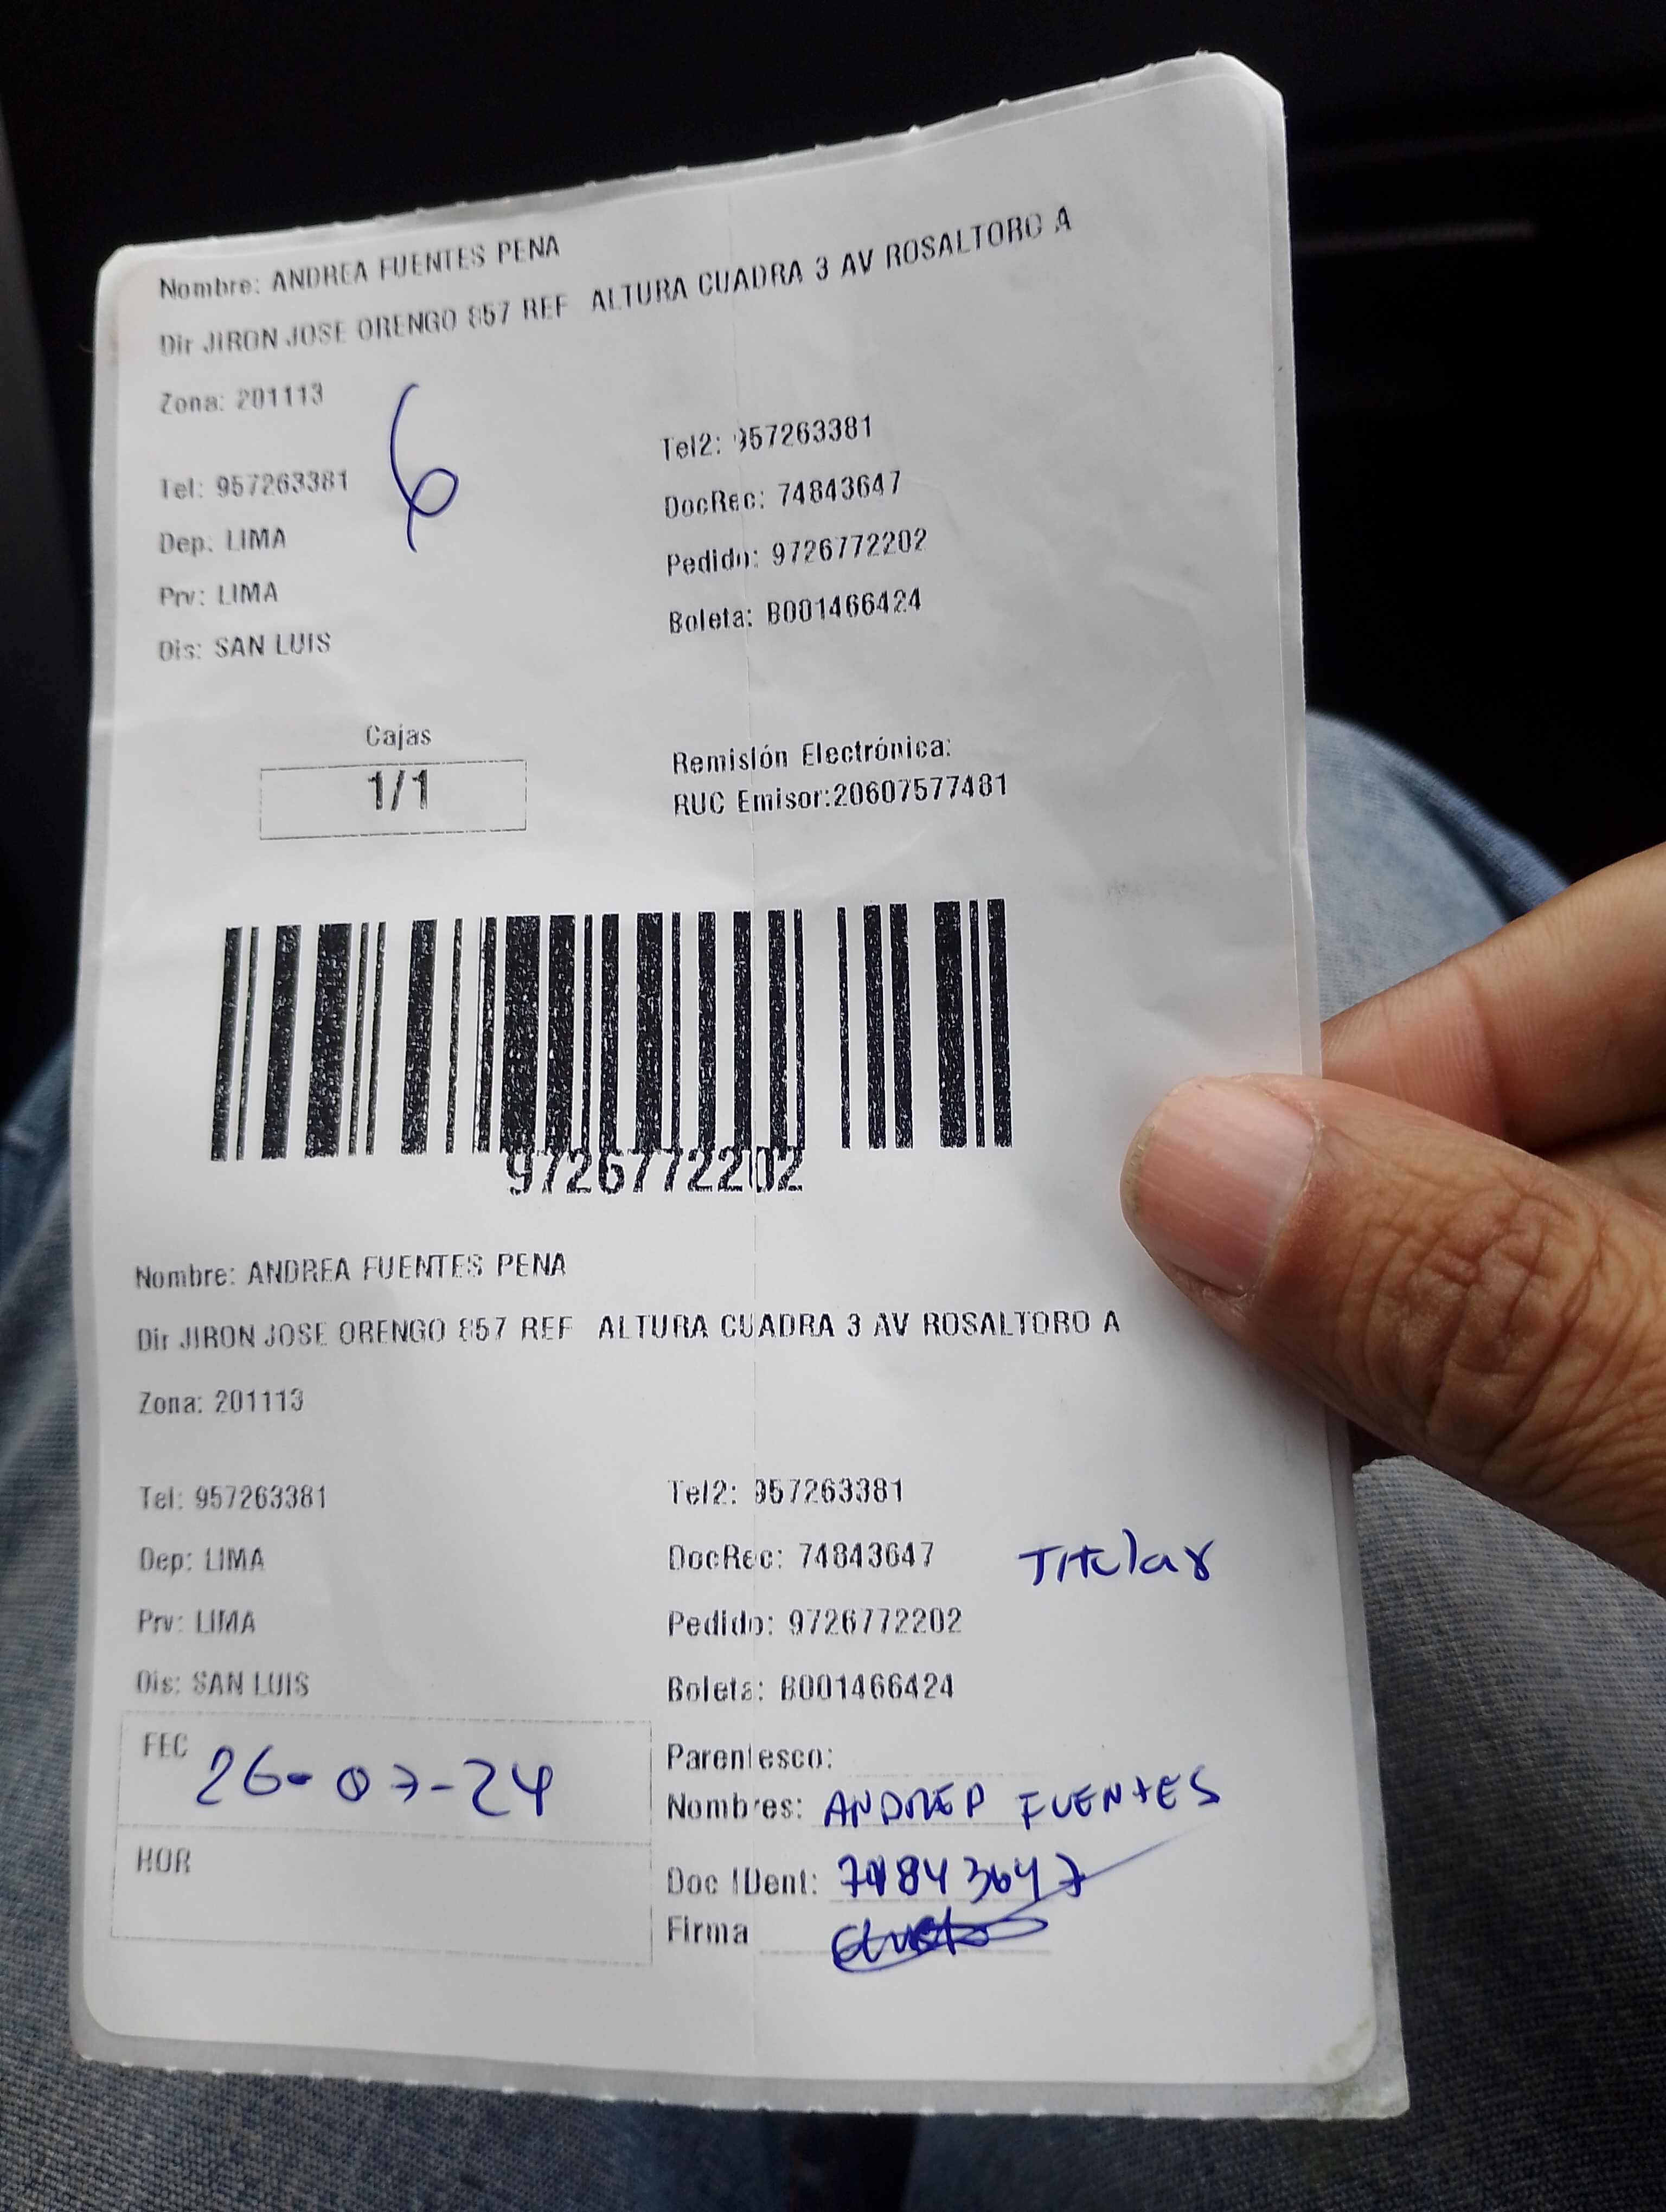 Nombre: ANDREA FUENTES PENA
Dir JIRON JOSE ORENGO 857 REF ALTURA CUADRA 3 AV ROSALTORO A
Zona: 201113
6
Tel: 957263381 Tel2: 957263381
DocRec: 74843647
Dep: LIMA
Pedido: 9726772202
Prv: LIMA
Boleta: B001466424
Dis: SAN LUIS
Cajas
1/1
Remisión Electrónica:
RUC Emisor:20607577481
9726772202
Nombre: ANDREA FUENTES PENA
Dir JIRON JOSE ORENGO 857 REF ALTURA CUADRA 3 AV ROSALTORO A
Zona: 201113
Tel: 957263381 Tel2: 957263381
Dep: LIMA DocRec: 74843647 Titular
Prv: LIMA Pedido: 9726772202
Dis: SAN LUIS Boleta: B001466424
FEC 26-07-24
HOR
Parentesco:
Nombres: ANDREA FUENTES
Doc IDent: 74843647
Firma